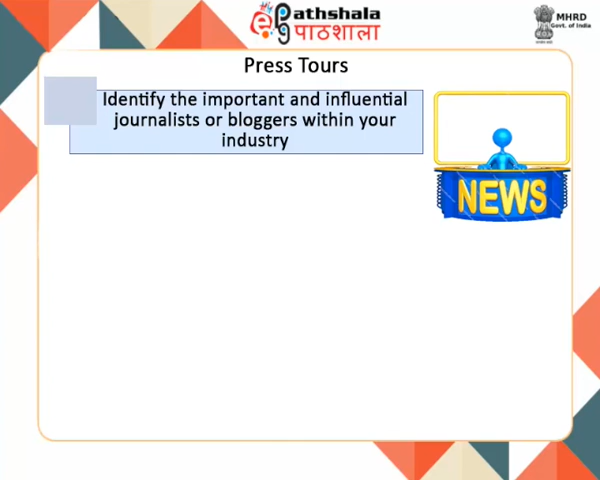 ePathshala
पाठशाला
MHRD
Govt. of India
Press Tours
Identify the important and influential
journalists or bloggers within your
industry
NEWS